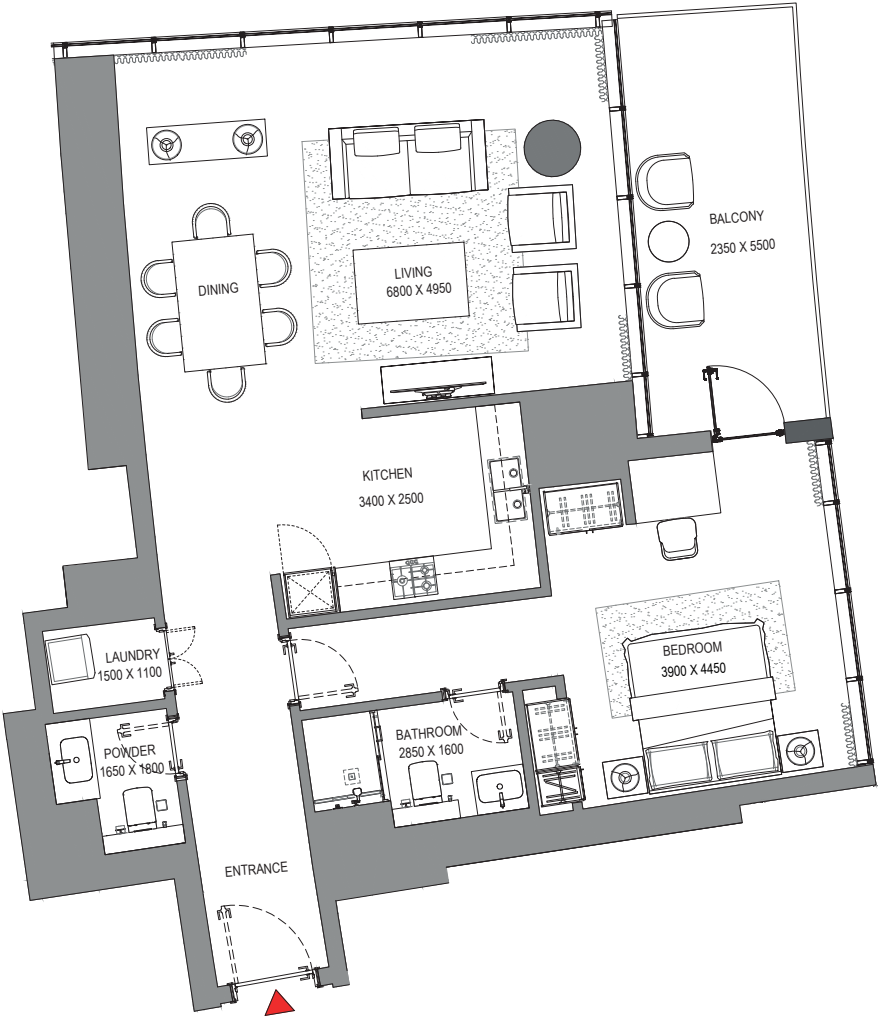 BALCONY
2350 X 5500
LIVING
6800 X 4950
DINING
KITCHEN
3400 X 2500
LAUNDRY
1500 X 1100
BEDROOM
3900 X 4450
BATHROOM
2850 X 1600
POWDER
1650 X 1800
ENTRANCE